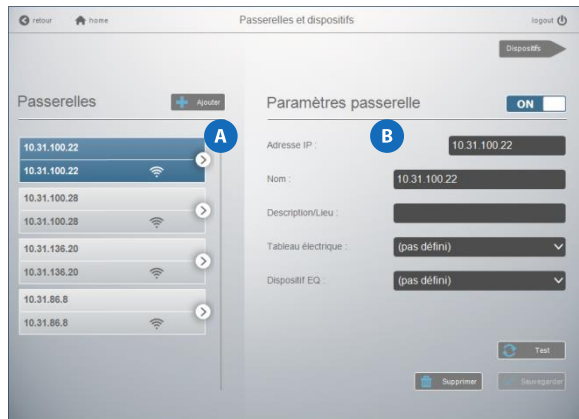 retour home Passerelles et dispositifs logout
Dispositifs
Passerelles Ajouter
A
10.31.100.22
10.31.100.22
10.31.100.28
10.31.100.28
10.31.136.20
10.31.136.20
10.31.86.8
10.31.86.8
Paramètres passerelle ON
B
Adresse IP : 10.31.100.22
Nom : 10.31.100.22
Description/Lieu :
Tableau électrique : (pas défini)
Dispositif EQ : (pas défini)
Test
Supprimer Sauvegarder